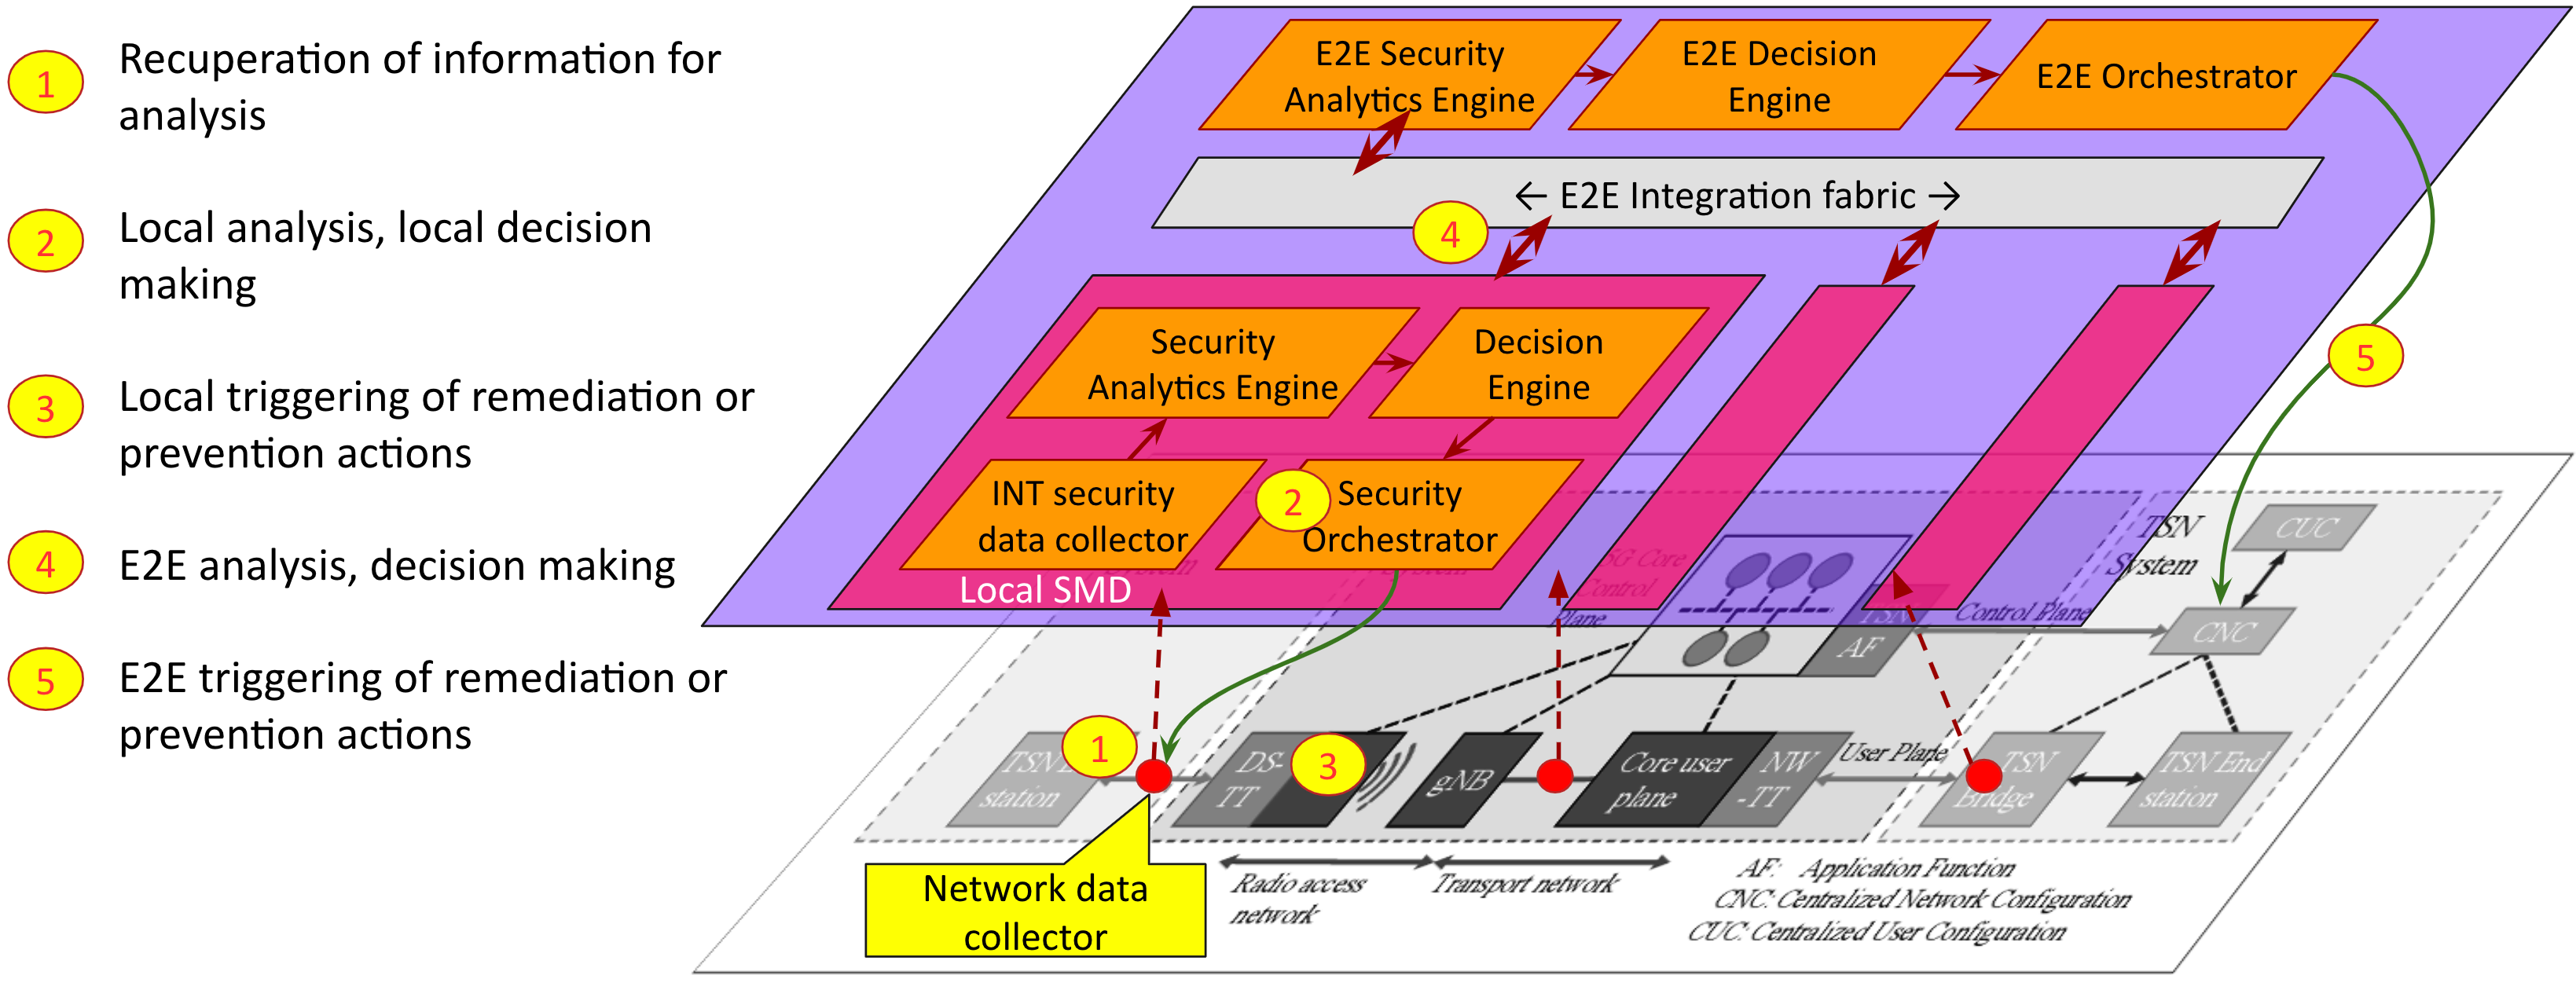 1 Recuperation of information for
analysis
2 Local analysis, local decision
making
3 Local triggering of remediation or
prevention actions
4 E2E analysis, decision making
5 E2E triggering of remediation or
prevention actions
E2E Security
Analytics Engine
E2E Decision
Engine
E2E Orchestrator
← E2E Integration fabric →
4
Security
Analytics Engine
Decision
Engine
5
INT security
data collector
2
Security
Orchestrator
Local SMD
System
System
5G Core
Control
Plane
TSN
AF
Control Plane
TSN
System
CUC
CNC
1
TSN
station
DS-
TT
3
gNB
Core user
plane
NW
-TT
User Plane
TSN
Bridge
TSN End
station
Network data
collector
Radio access
network
Transport network
AF: Application Function
CNC: Centralized Network Configuration
CUC: Centralized User Configuration